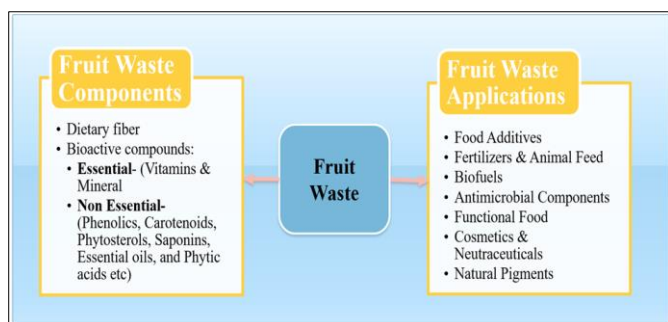 Fruit Waste
Components
• Dietary fiber
• Bioactive compounds:
• Essential- (Vitamins &
Mineral
• Non Essential-
(Phenolics, Carotenoids,
Phytosterols, Saponins,
Essential oils, and Phytic
acids etc)
Fruit
Waste
Fruit Waste
Applications
• Food Additives
• Fertilizers & Animal Feed
• Biofuels
• Antimicrobial Components
• Functional Food
• Cosmetics &
Neutraceuticals
• Natural Pigments